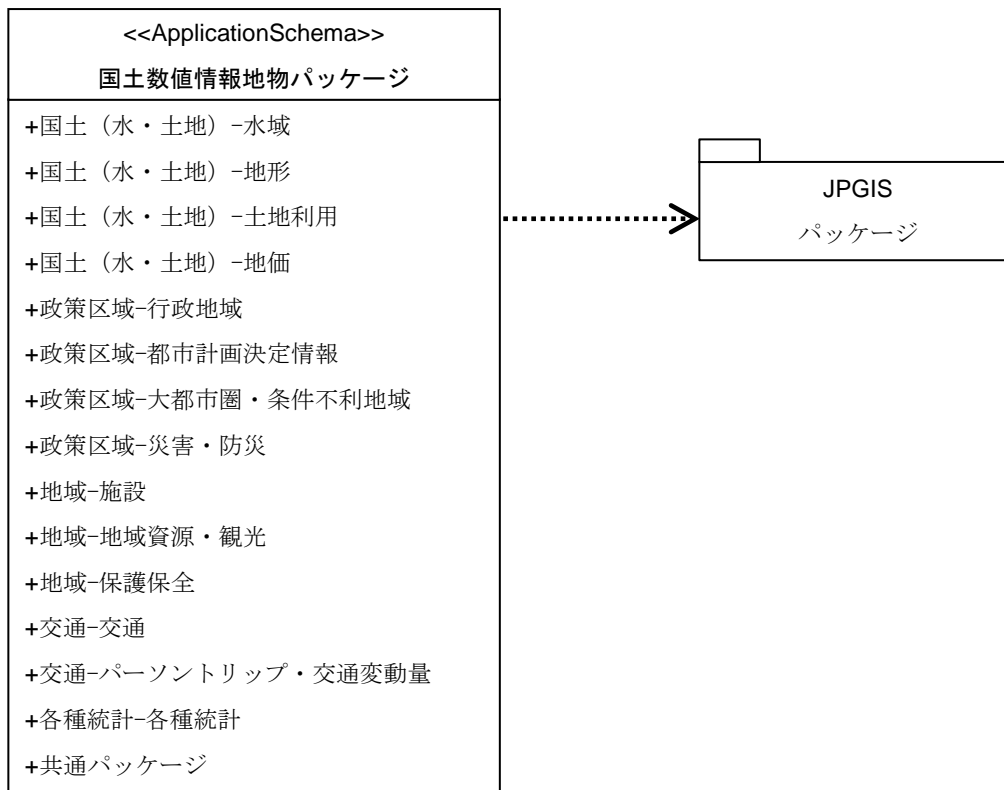 <<ApplicationSchema>>
国土数値情報地物パッケージ
+国土（水・土地）-水域
+国土（水・土地）-地形
+国土（水・土地）-土地利用
+国土（水・土地）-地価
+政策区域-行政地域
+政策区域-都市計画決定情報
+政策区域-大都市圏・条件不利地域
+政策区域-災害・防災
+地域-施設
+地域-地域資源・観光
+地域-保護保全
+交通-交通
+交通-パーソントリップ・交通変動量
+各種統計-各種統計
+共通パッケージ
JPGIS
パッケージ